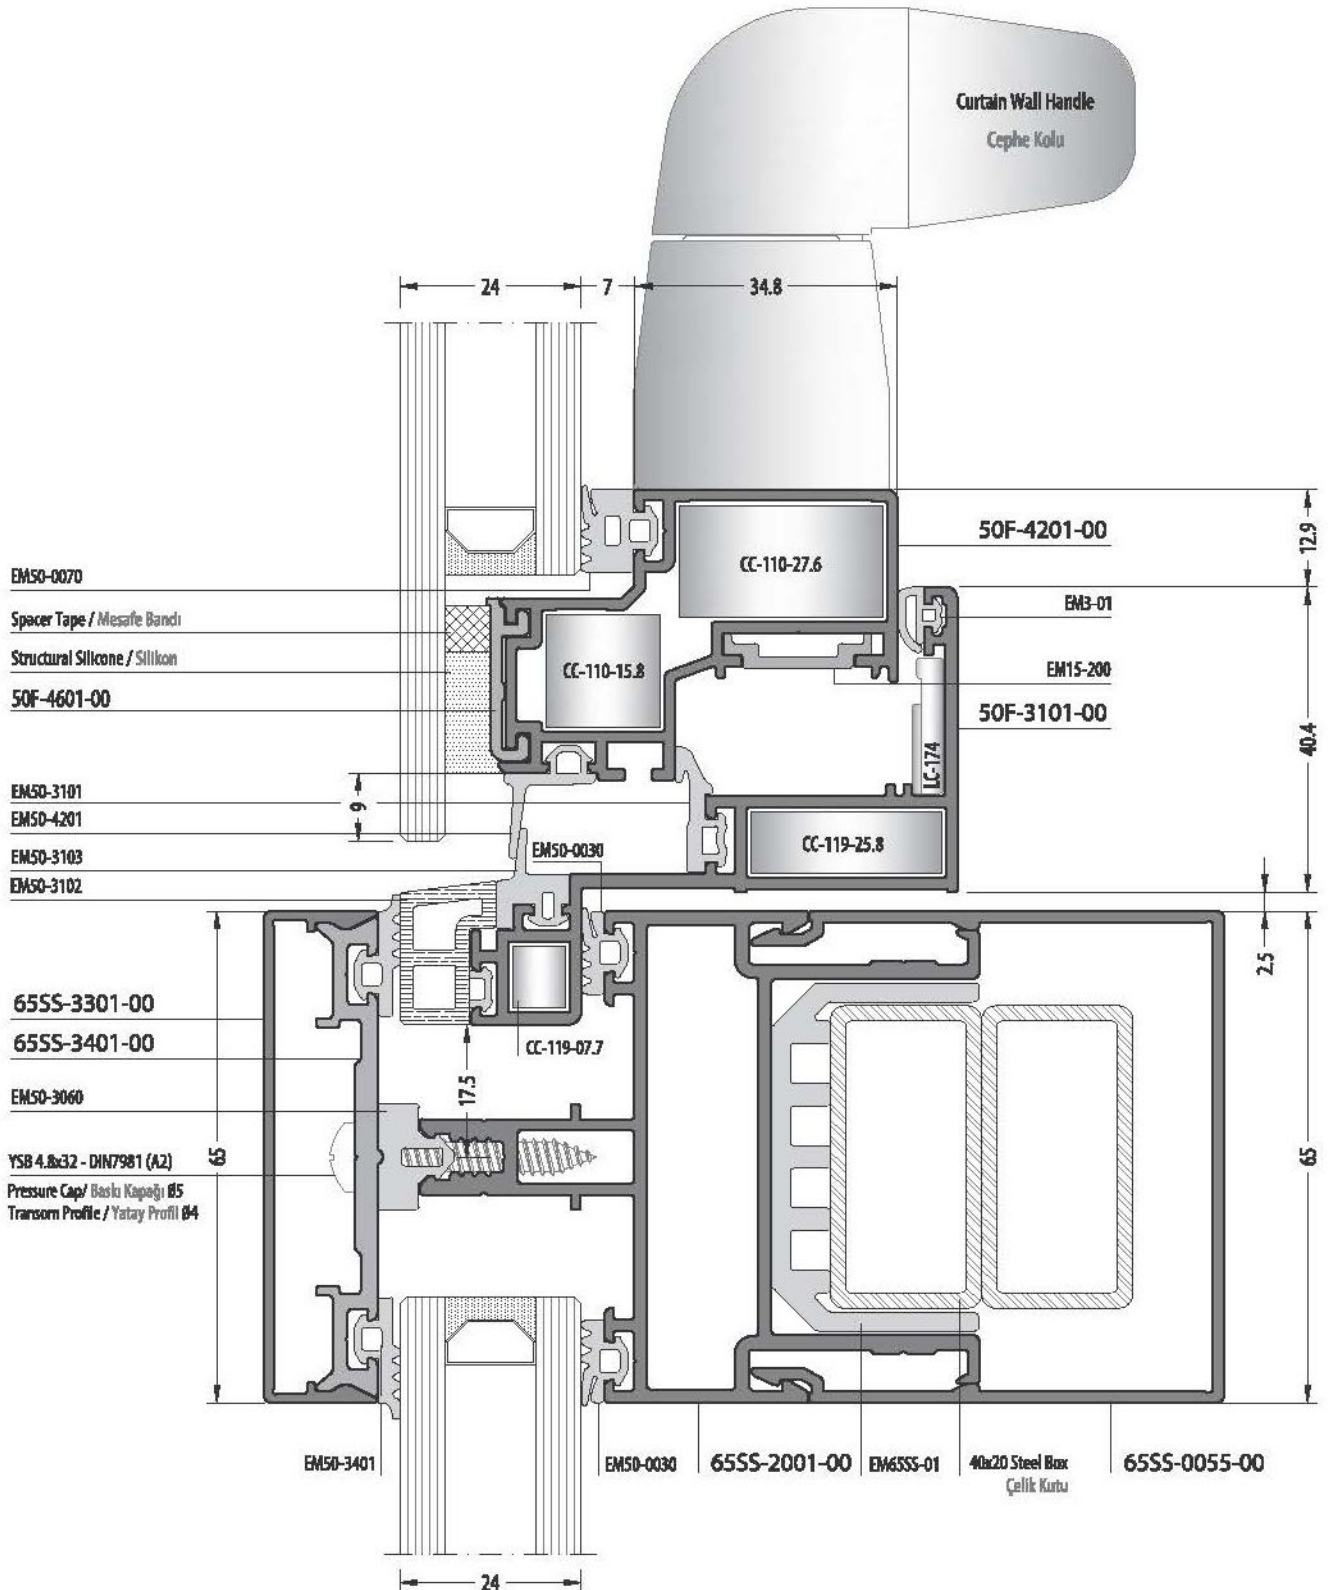 Curtain Wall Handle
Cephe Kolu
24
7
34.8
50F-4201-00
12.9
CC-110-27.6
EM50-0070
EM3-01
Spacer Tape / Mesafe Bandı
Structural Silicone / Silikon
CC-110-15.8
EM15-200
50F-4601-00
50F-3101-00
40.4
LC-174
EM50-3101
9
EM50-4201
EM50-0030
CC-119-25.8
EM50-3103
EM50-3102
2.5
65SS-3301-00
65SS-3401-00
CC-119-07.7
17.5
EM50-3060
65
65
YSB 4.8x32 - DIN7981 (A2)
Pressure Cap/ Baskı Kapağı Ø5
Transom Profile / Yatay Profil Ø4
EM50-3401
EM50-0030
65SS-2001-00
EM65SS-01
40x20 Steel Box
Çelik Kutu
65SS-0055-00
24